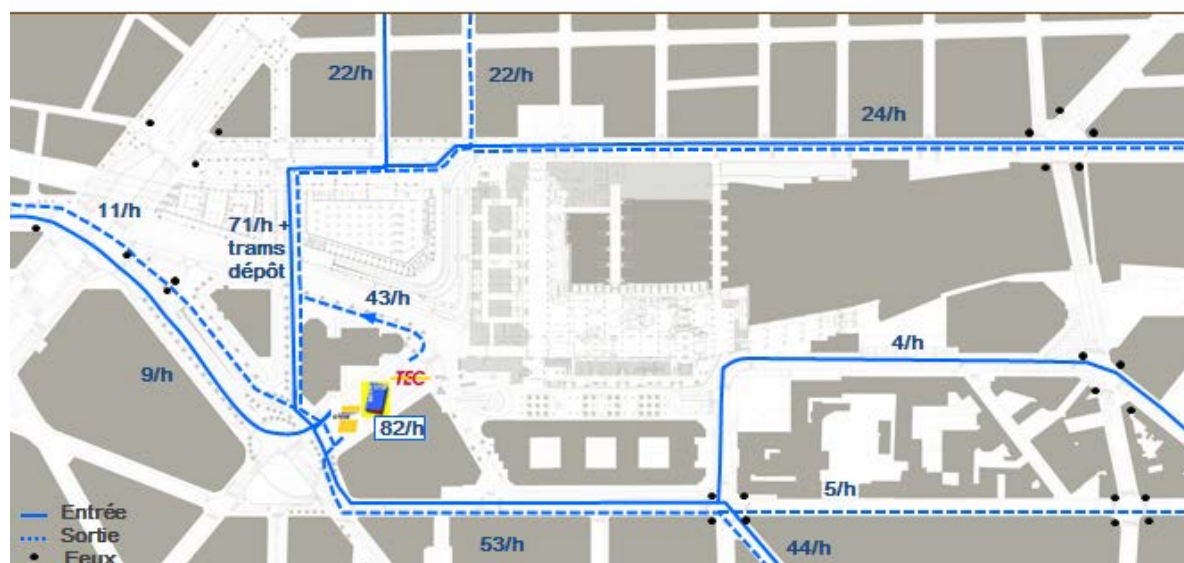 22/h
22/h
24/h
11/h
71/h +
trams
dépôt
43/h
4/h
9/h
TEC
82/h
5/h
53/h
44/h
Entrée
Sortie
Feux